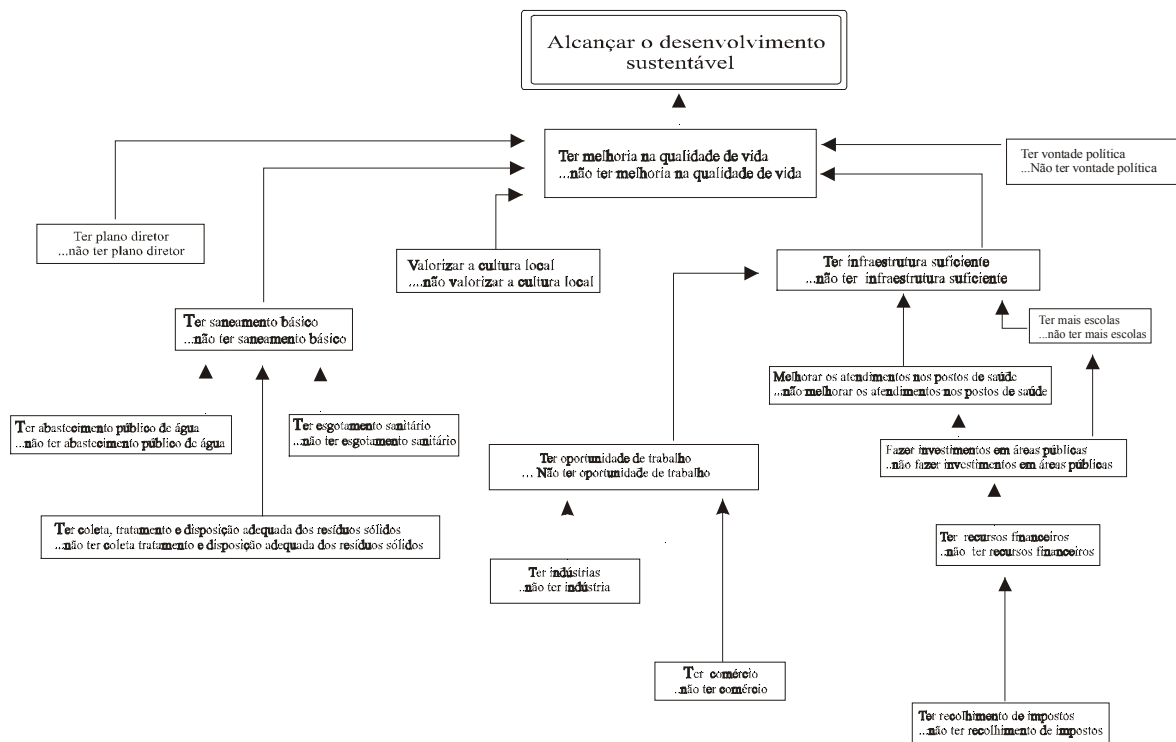 Alcançar o desenvolvimento
sustentável
Ter melhoria na qualidade de vida
...não ter melhoria na qualidade de vida
Ter vontade política
...Não ter vontade política
Ter plano diretor
...não ter plano diretor
Valorizar a cultura local
....não valorizar a cultura local
Ter infraestrutura suficiente
...não ter infraestrutura suficiente
Ter saneamento básico
...não ter saneamento básico
Ter mais escolas
...não ter mais escolas
Melhorar os atendimentos nos postos de saúde
...não melhorar os atendimentos nos postos de saúde
Ter abastecimento público de água
...não ter abastecimento público de água
Ter esgotamento sanitário
...não ter esgotamento sanitário
Ter oportunidade de trabalho
... Não ter oportunidade de trabalho
Fazer investimentos em áreas públicas
...não fazer investimentos em áreas públicas
Ter coleta, tratamento e disposição adequada dos resíduos sólidos
...não ter coleta tratamento e disposição adequada dos resíduos sólidos
Ter recursos financeiros
...não ter recursos financeiros
Ter indústrias
...não ter indústria
Ter comércio
...não ter comércio
Ter recolhimento de impostos
...não ter recolhimento de impostos